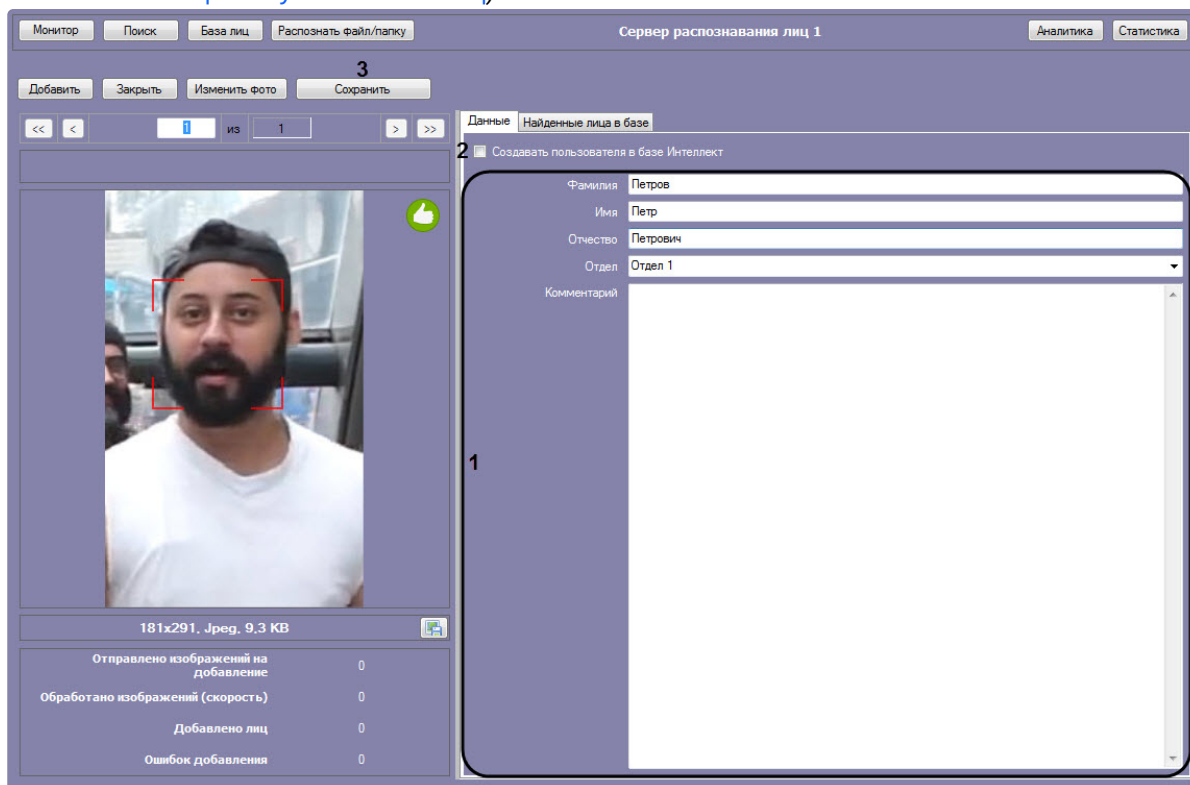 Монитор Поиск База лиц Распознать файл/папку Сервер распознавания лиц 1 Аналитика Статистика
3
Добавить Закрыть Изменить фото Сохранить
<< < 1 из 1 > >>
Данные Найденные лица в базе
2 Создавать пользователя в базе Интеллект
Фамилия Петров
Имя Петр
Отчество Петрович
Отдел Отдел 1
Комментарий
1
181x291, Jpeg, 9,3 KB
Отправлено изображений на
добавление 0
Обработано изображений (скорость) 0
Добавлено лиц 0
Ошибок добавления 0